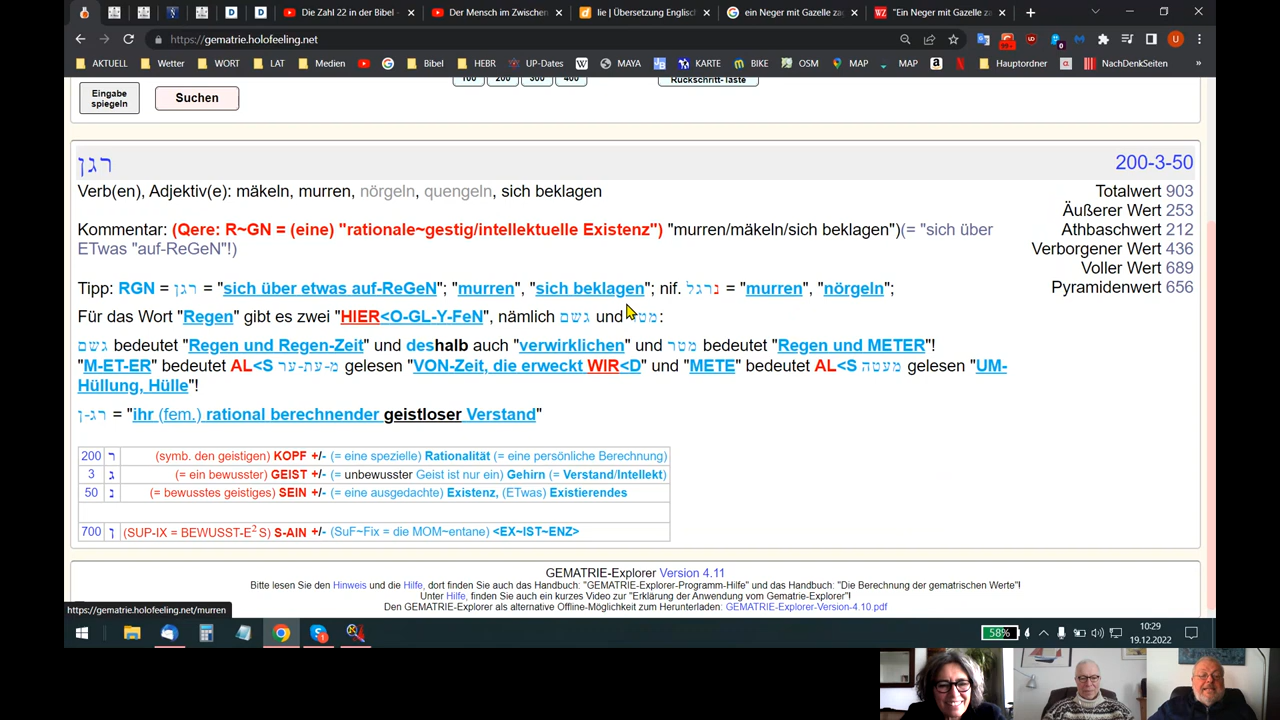 Die Zahl 22 in der Bibel -
Der Mensch im Zwischen
lie | Übersetzung Englisc
ein Neger mit Gazelle zag
"Ein Neger mit Gazelle za
https://gematrie.holofeeling.net
AKTUELL Wetter WORT LAT Medien Bibel HEBR UP-Dates MAYA KARTE BIKE OSM MAP MAP Hauptordner NachDenkSeiten »
100 200 300 400 Rückschritt-Taste
Eingabe
spiegeln
Suchen
רגן 200-3-50
Verb(en), Adjektiv(e): mäkeln, murren, nörgeln, quengeln, sich beklagen
Totalwert 903
Äußerer Wert 253
Athbaschwert 212
Verborgener Wert 436
Voller Wert 689
Pyramidenwert 656
Kommentar: (Qere: R~GN = (eine) "rationale~gestig/intellektuelle Existenz") "murren/mäkeln/sich beklagen")(= "sich über
ETwas "auf-ReGeN"!)
Tipp: RGN = רגן = "sich über etwas auf-ReGeN"; "murren", "sich beklagen"; nif. נרגל = "murren", "nörgeln";
Für das Wort "Regen" gibt es zwei "HIER<O-GL-Y-FeN", nämlich גשם und מטר:
גשם bedeutet "Regen und Regen-Zeit" und deshalb auch "verwirklichen" und מטר bedeutet "Regen und METER"!
"M-ET-ER" bedeutet AL<S מ-עת-ער gelesen "VON-Zeit, die erweckt WIR<D" und "METE" bedeutet AL<S מעטה gelesen "UM-
Hüllung, Hülle"!
רג-ן = "ihr (fem.) rational berechnender geistloser Verstand"
200 ר (symb. den geistigen) KOPF +/- (= eine spezielle) Rationalität (= eine persönliche Berechnung)
3 ג (= ein bewusster) GEIST +/- (= unbewusster Geist ist nur ein) Gehirn (= Verstand/Intellekt)
50 נ (= bewusstes geistiges) SEIN +/- (= eine ausgedachte) Existenz, (ETwas) Existierendes
700 ן (SUP-IX = BEWUSST-E² S) S-AIN +/- (SuF~Fix = die MOM~entane) <EX~IST~ENZ>
GEMATRIE-Explorer Version 4.11
Bitte lesen Sie den Hinweis und die Hilfe, dort finden Sie auch das Handbuch: "GEMATRIE-Explorer-Programm-Hilfe" und das Handbuch: "Die Berechnung der gematrischen Werte"!
Unter Hilfe, finden Sie auch ein kurzes Video zur "Erklärung der Anwendung vom Gematrie-Explorer"!
Den GEMATRIE-Explorer als alternative Offline-Möglichkeit zum Herunterladen: GEMATRIE-Explorer-Version-4.10.pdf
https://gematrie.holofeeling.net/murren
58%
10:29
19.12.2022